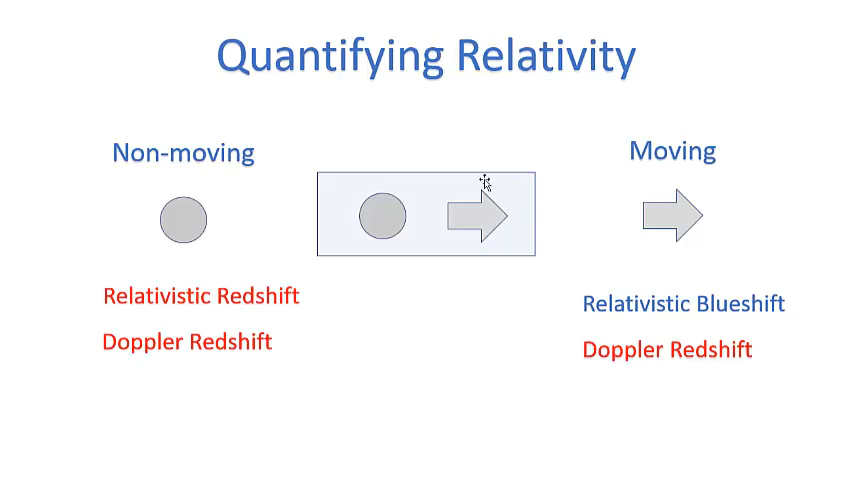 Quantifying Relativity
Non-moving
Moving
Relativistic Redshift
Doppler Redshift
Relativistic Blueshift
Doppler Redshift